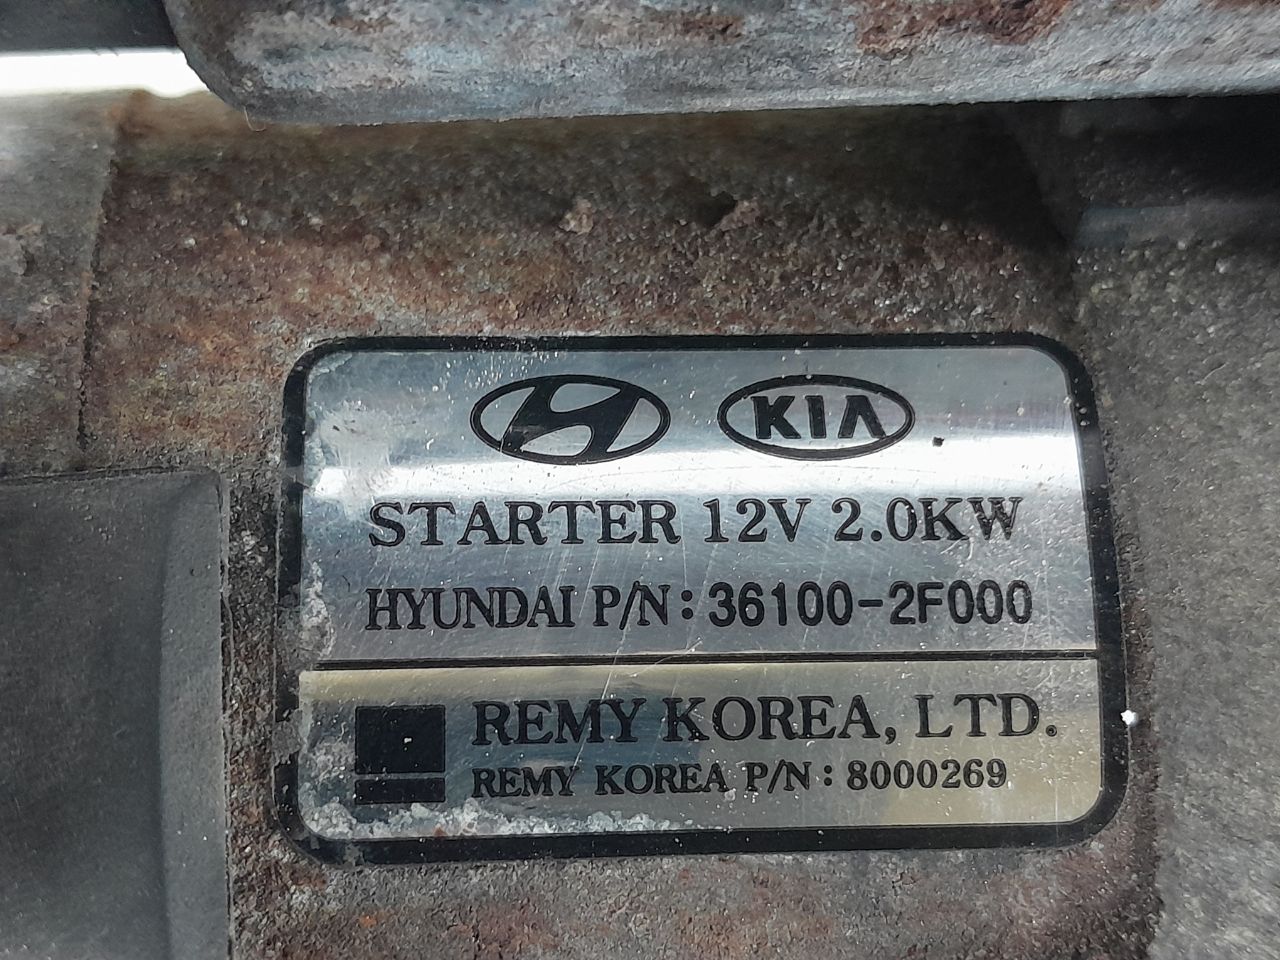 KIA
STARTER 12V 2.0KW
HYUNDAI P/N: 36100-2F000
REMY KOREA, LTD.
REMY KOREA P/N: 8000269